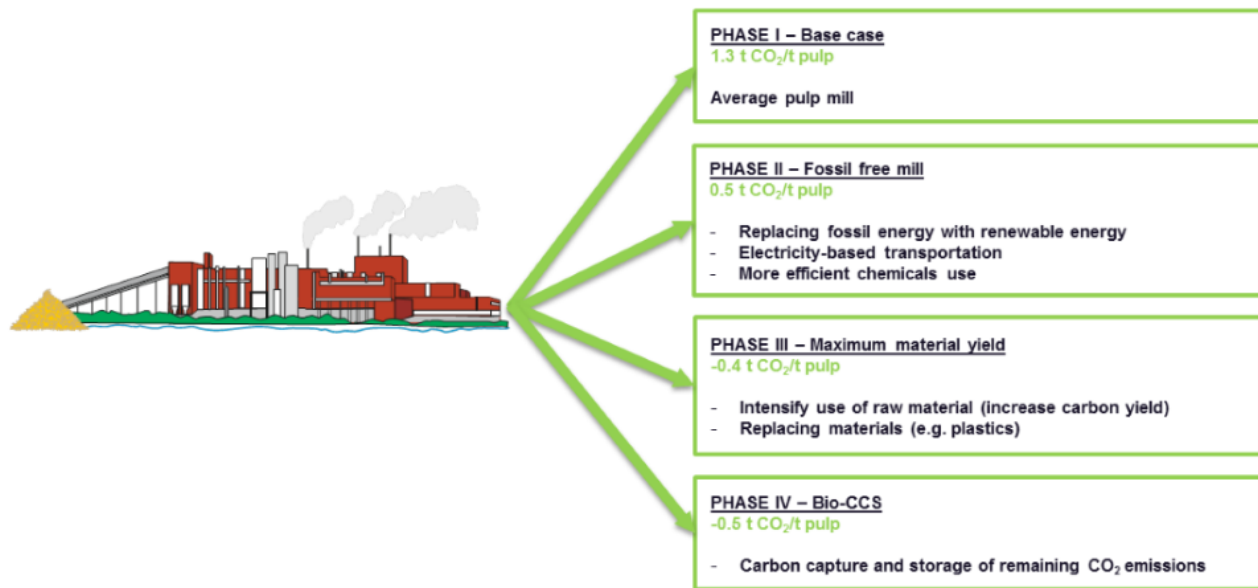 PHASE I – Base case
1.3 t CO₂/t pulp
Average pulp mill
PHASE II – Fossil free mill
0.5 t CO₂/t pulp
- Replacing fossil energy with renewable energy
- Electricity-based transportation
- More efficient chemicals use
PHASE III – Maximum material yield
-0.4 t CO₂/t pulp
- Intensify use of raw material (increase carbon yield)
- Replacing materials (e.g. plastics)
PHASE IV – Bio-CCS
-0.5 t CO₂/t pulp
- Carbon capture and storage of remaining CO₂ emissions